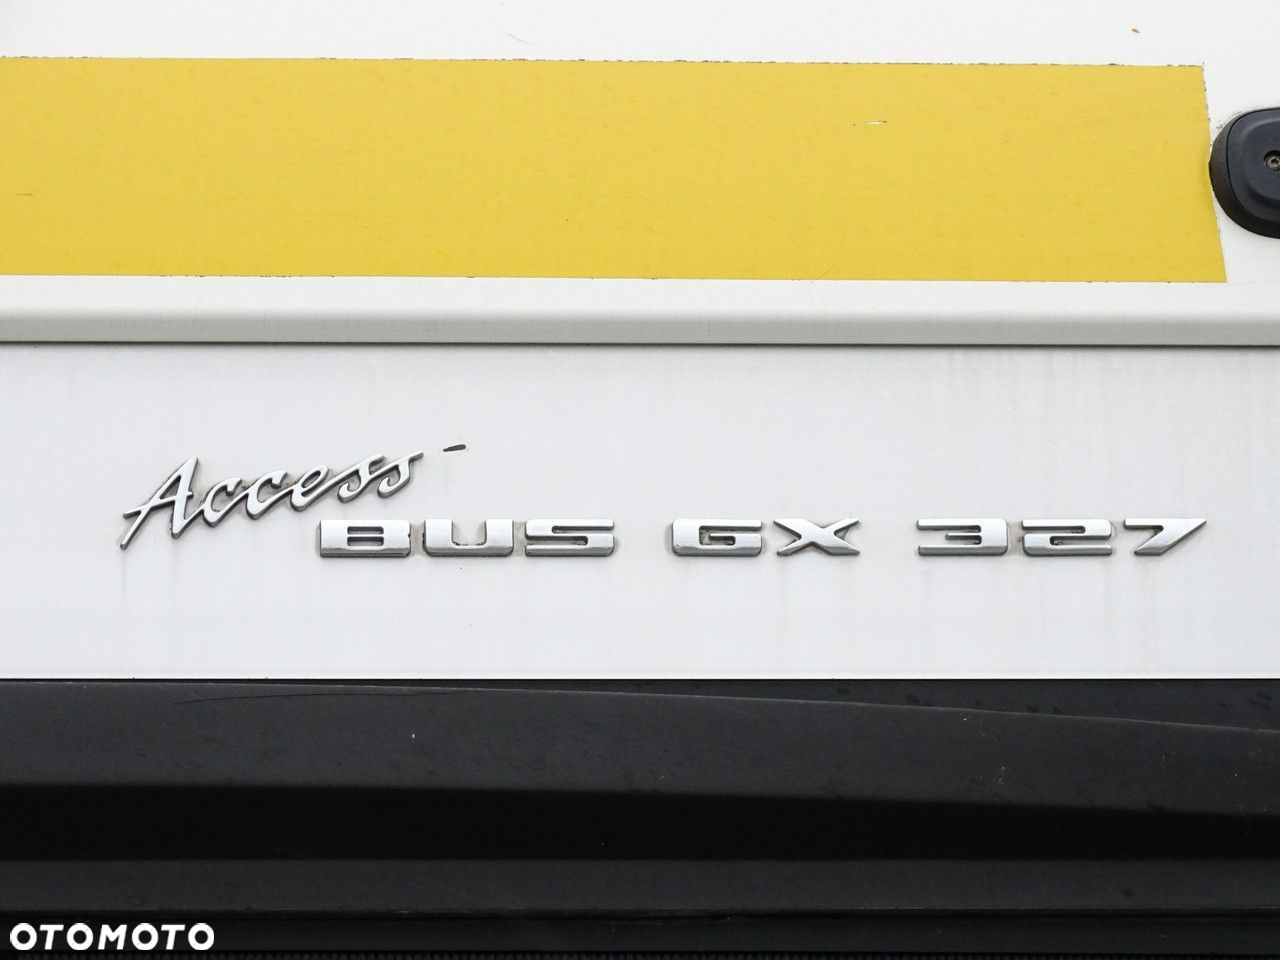 Access
BUS GX 327
OTOMOTO